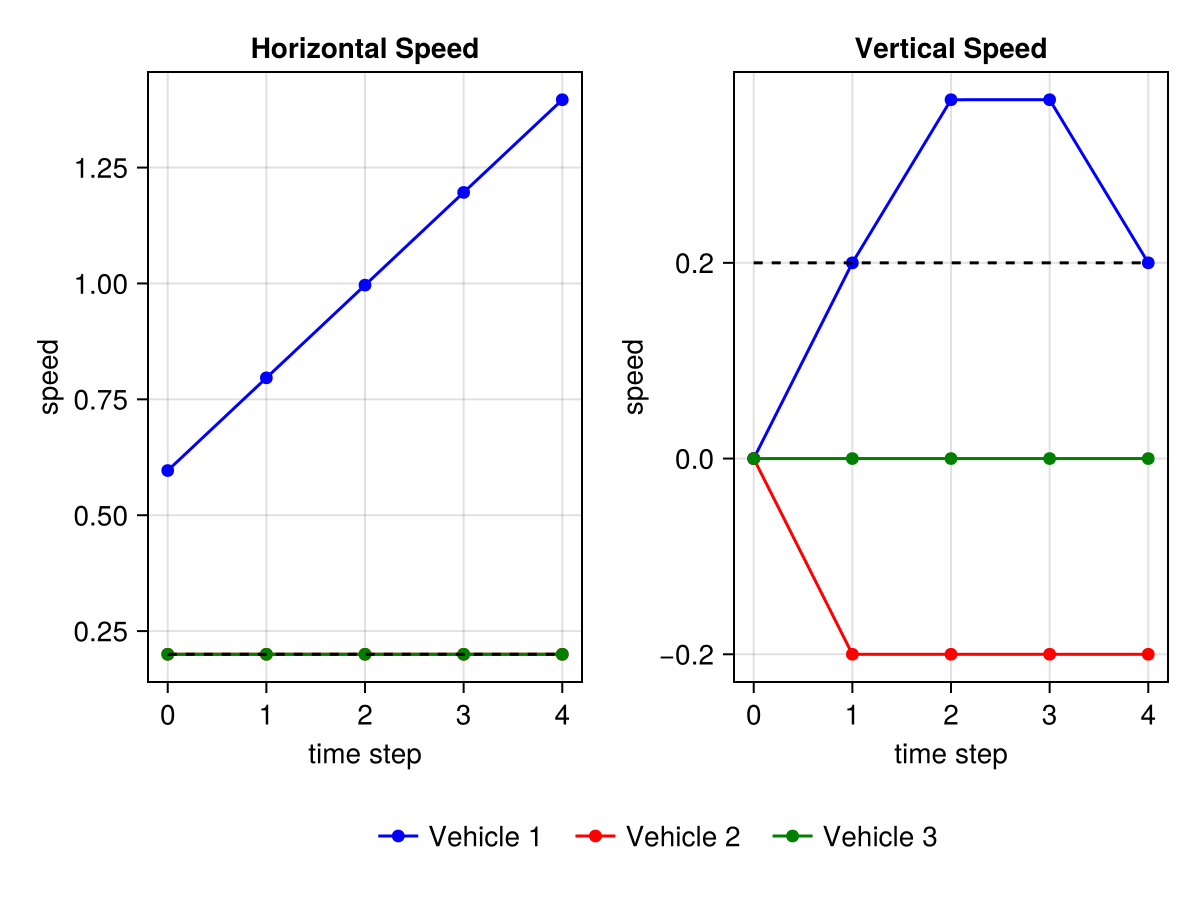 Horizontal Speed
1.25
1.00
0.75
0.50
0.25
speed
0 1 2 3 4
time step
Vertical Speed
0.2
0.0
−0.2
speed
0 1 2 3 4
time step
Vehicle 1 Vehicle 2 Vehicle 3